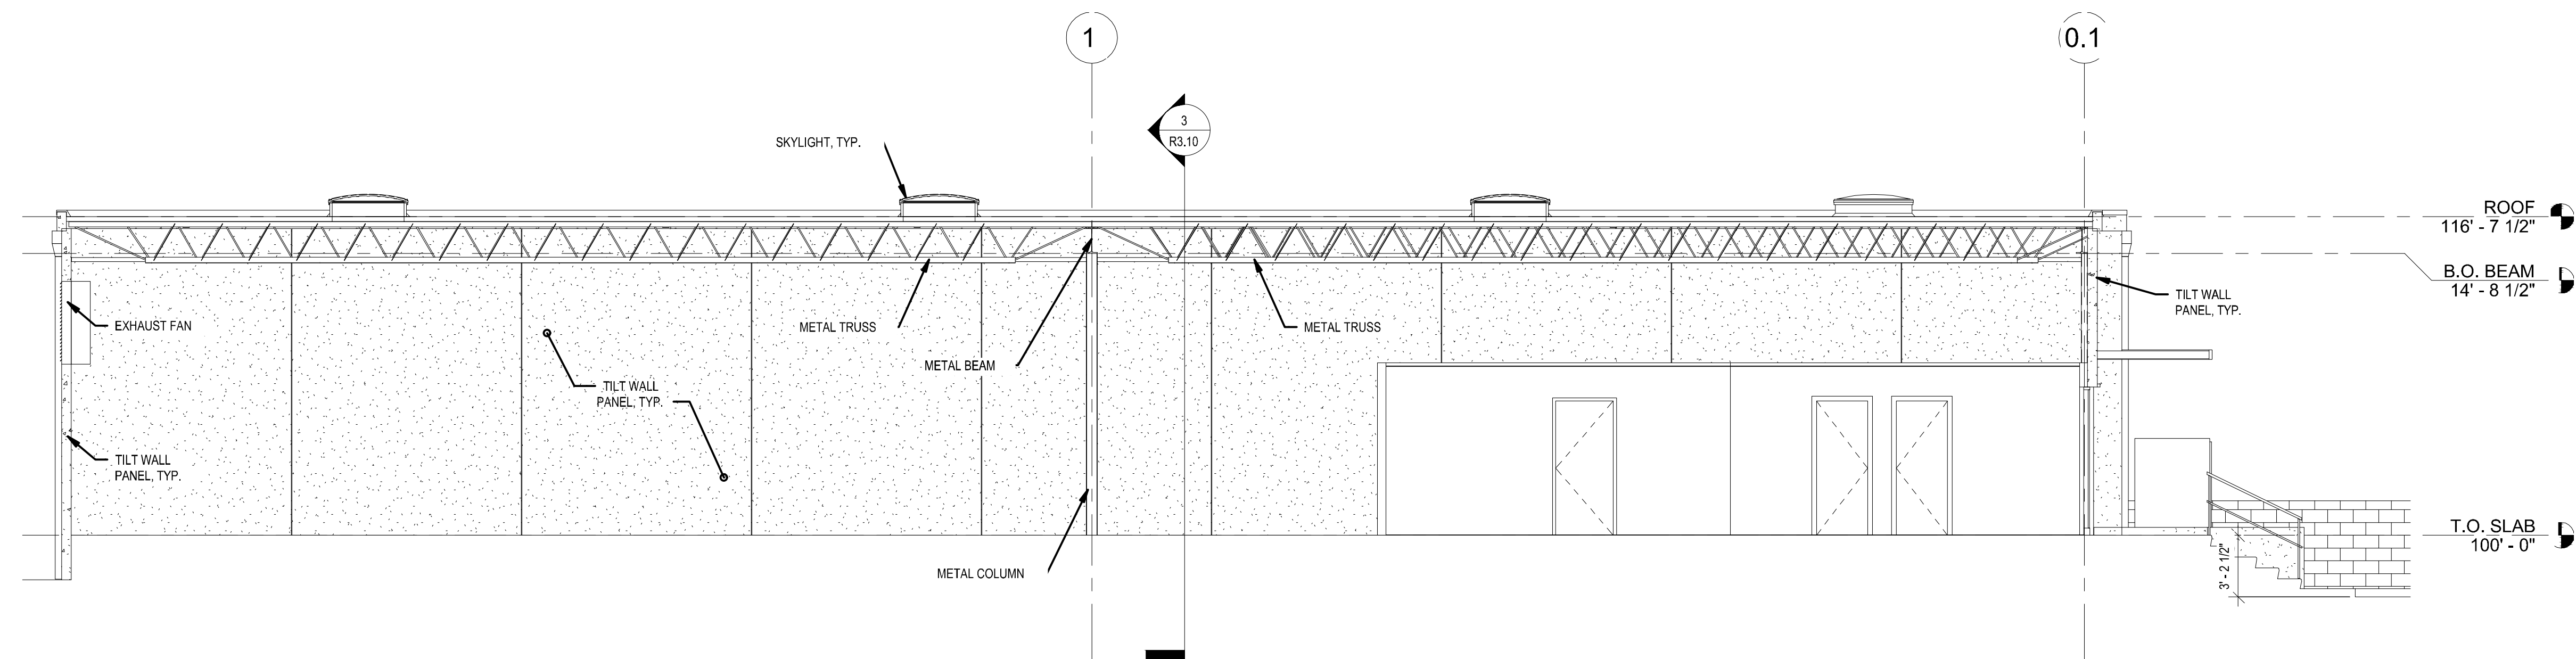 1
0.1
3
R3.10
SKYLIGHT, TYP.
ROOF
116' - 7 1/2"
B.O. BEAM
14' - 8 1/2"
TILT WALL
PANEL, TYP.
EXHAUST FAN
METAL TRUSS
METAL TRUSS
METAL BEAM
TILT WALL
PANEL, TYP.
TILT WALL
PANEL, TYP.
T.O. SLAB
100' - 0"
3' - 2 1/2"
METAL COLUMN